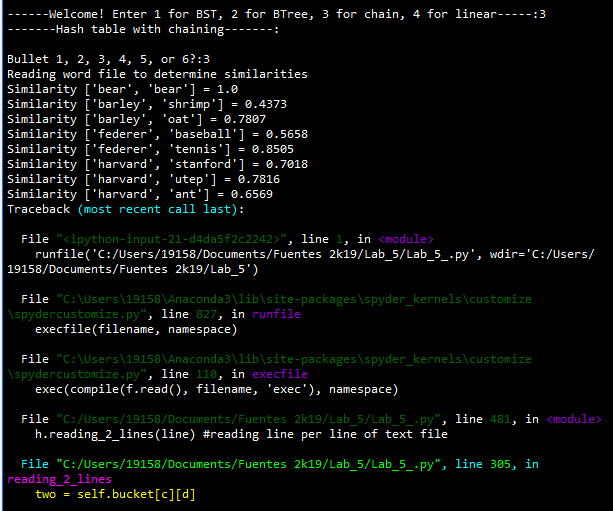 ------Welcome! Enter 1 for BST, 2 for BTree, 3 for chain, 4 for linear-----:3
-------Hash table with chaining-------:
Bullet 1, 2, 3, 4, 5, or 6?:3
Reading word file to determine similarities
Similarity ['bear', 'bear'] = 1.0
Similarity ['barley', 'shrimp'] = 0.4373
Similarity ['barley', 'oat'] = 0.7807
Similarity ['federer', 'baseball'] = 0.5658
Similarity ['federer', 'tennis'] = 0.8505
Similarity ['harvard', 'stanford'] = 0.7018
Similarity ['harvard', 'utep'] = 0.7816
Similarity ['harvard', 'ant'] = 0.6569
Traceback (most recent call last):
File "<ipython-input-21-d4da5f2c2242>", line 1, in <module>
runfile('C:/Users/19158/Documents/Fuentes 2k19/Lab_5/Lab_5_.py', wdir='C:/Users/
19158/Documents/Fuentes 2k19/Lab_5')
File "C:\Users\19158\Anaconda3\lib\site-packages\spyder_kernels\customize
\spydercustomize.py", line 827, in runfile
execfile(filename, namespace)
File "C:\Users\19158\Anaconda3\lib\site-packages\spyder_kernels\customize
\spydercustomize.py", line 110, in execfile
exec(compile(f.read(), filename, 'exec'), namespace)
File "C:/Users/19158/Documents/Fuentes 2k19/Lab_5/Lab_5_.py", line 481, in <module>
h.reading_2_lines(line) #reading line per line of text file
File "C:/Users/19158/Documents/Fuentes 2k19/Lab_5/Lab_5_.py", line 305, in
reading_2_lines
two = self.bucket[c][d]